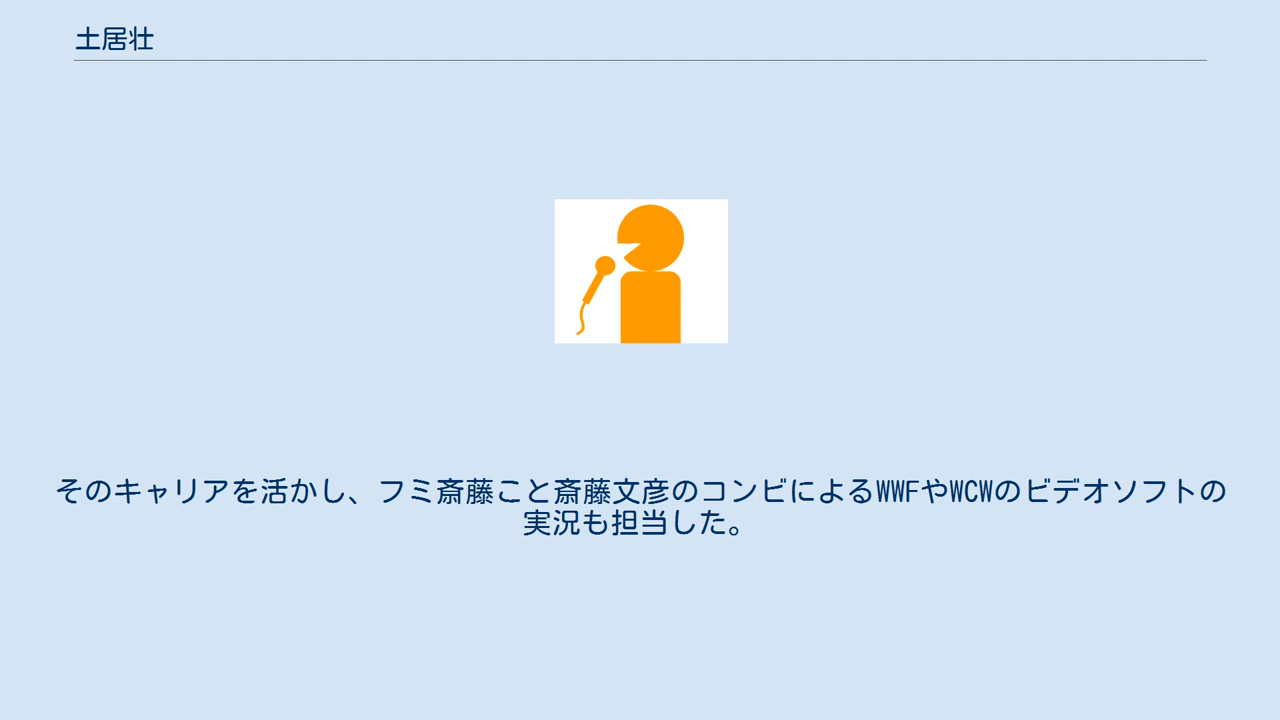 土居壮
そのキャリアを活かし、フミ斎藤こと斎藤文彦のコンビによるWWFやWCWのビデオソフトの
実況も担当した。